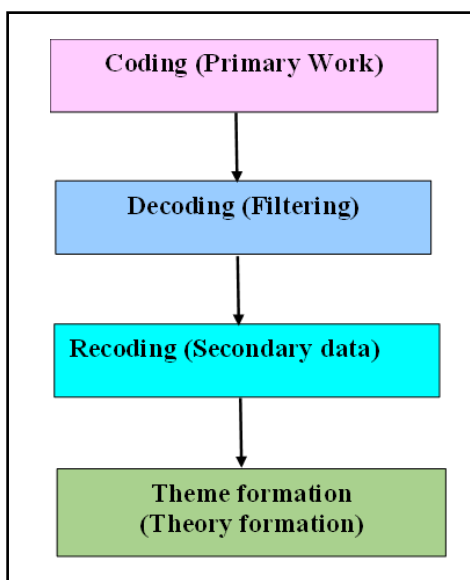 Coding (Primary Work)
Decoding (Filtering)
Recoding (Secondary data)
Theme formation
(Theory formation)